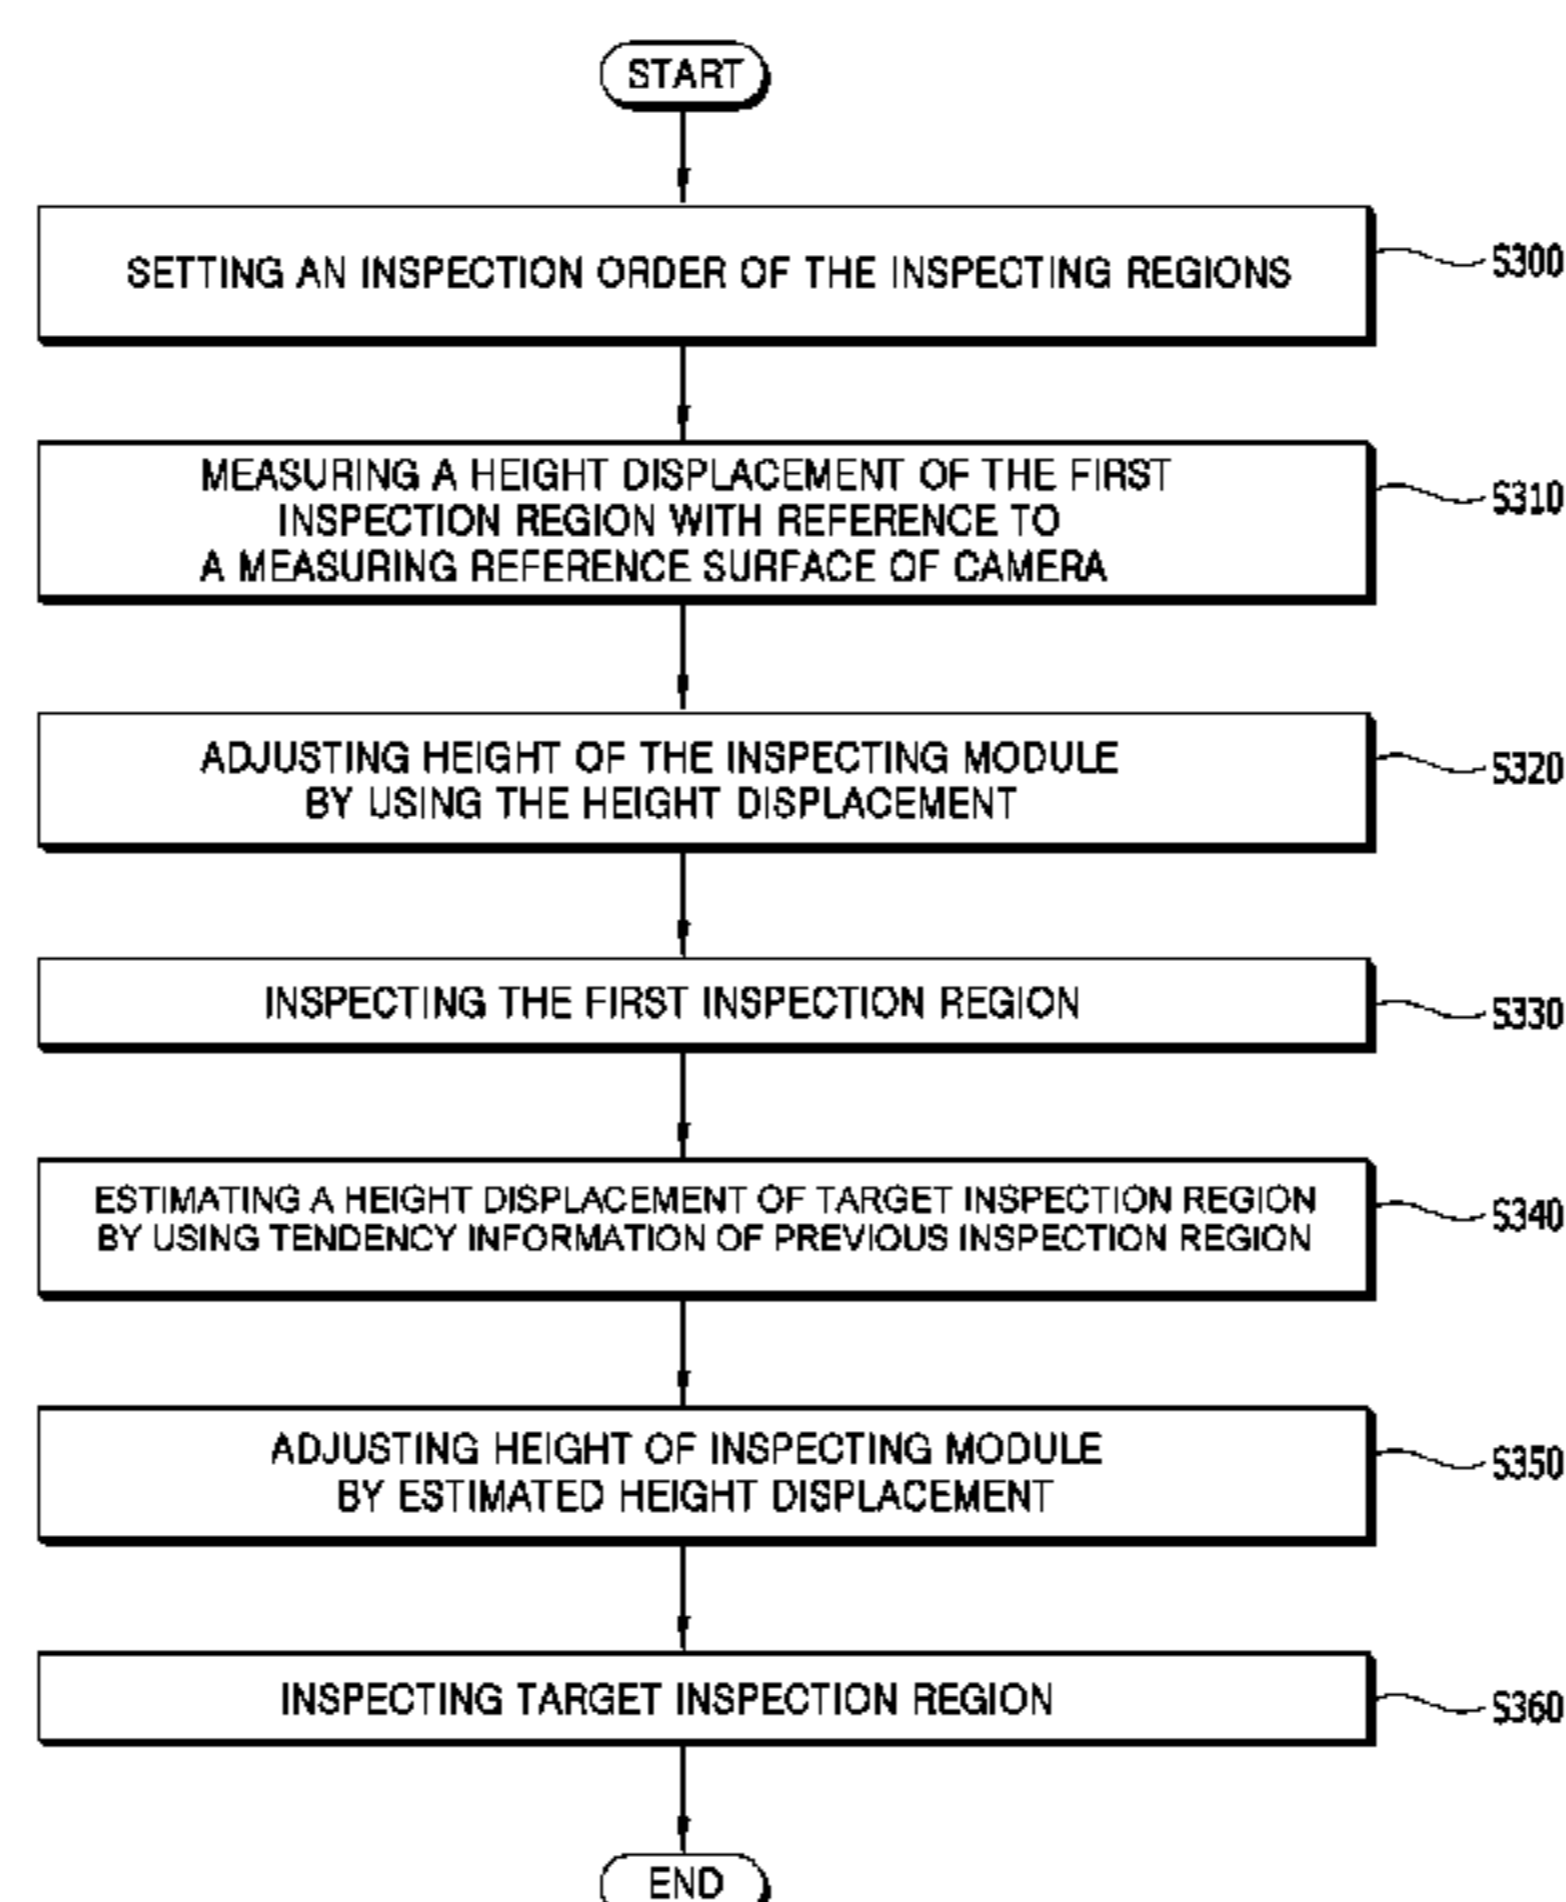 START
SETTING AN INSPECTION ORDER OF THE INSPECTING REGIONS
S300
MEASURING A HEIGHT DISPLACEMENT OF THE FIRST
INSPECTION REGION WITH REFERENCE TO
A MEASURING REFERENCE SURFACE OF CAMERA
S310
ADJUSTING HEIGHT OF THE INSPECTING MODULE
BY USING THE HEIGHT DISPLACEMENT
S320
INSPECTING THE FIRST INSPECTION REGION
S330
ESTIMATING A HEIGHT DISPLACEMENT OF TARGET INSPECTION REGION
BY USING TENDENCY INFORMATION OF PREVIOUS INSPECTION REGION
S340
ADJUSTING HEIGHT OF INSPECTING MODULE
BY ESTIMATED HEIGHT DISPLACEMENT
S350
INSPECTING TARGET INSPECTION REGION
S360
END